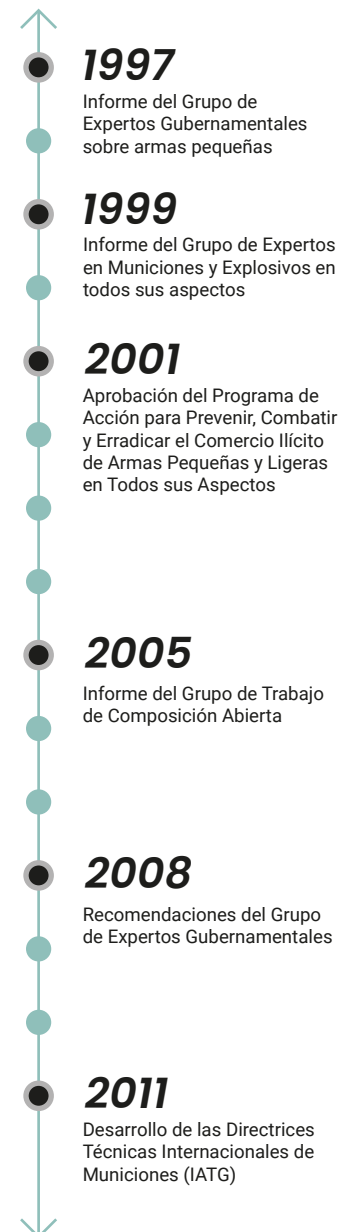 1997
Informe del Grupo de
Expertos Gubernamentales
sobre armas pequeñas
1999
Informe del Grupo de Expertos
en Municiones y Explosivos en
todos sus aspectos
2001
Aprobación del Programa de
Acción para Prevenir, Combatir
y Erradicar el Comercio Ilícito
de Armas Pequeñas y Ligeras
en Todos sus Aspectos
2005
Informe del Grupo de Trabajo
de Composición Abierta
2008
Recomendaciones del Grupo
de Expertos Gubernamentales
2011
Desarrollo de las Directrices
Técnicas Internacionales de
Municiones (IATG)